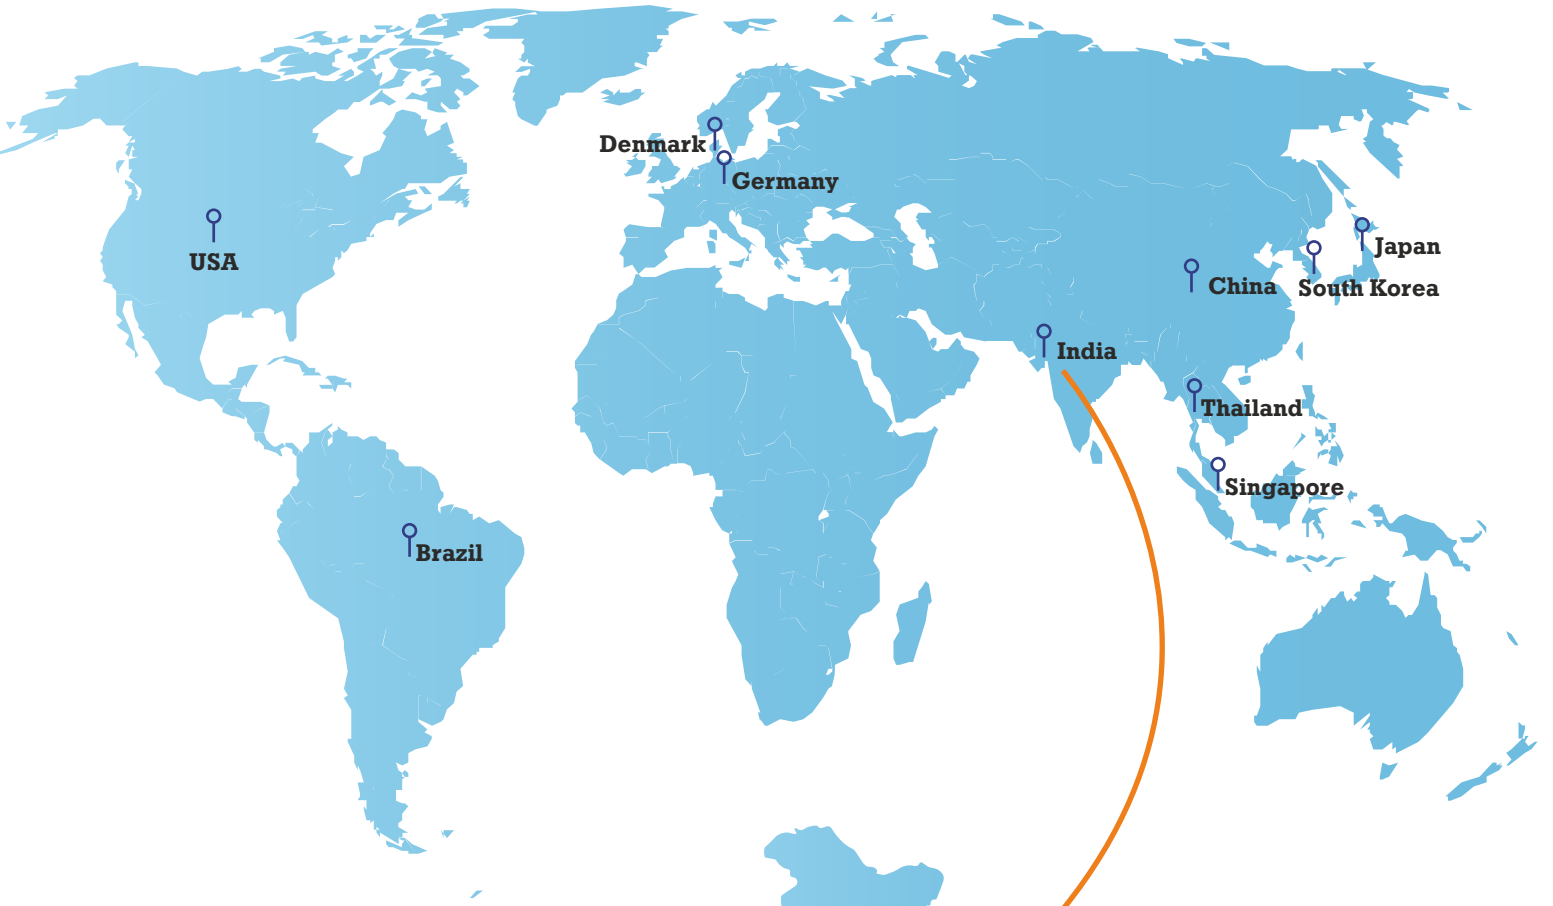 Denmark
Germany
USA
Japan
China
South Korea
India
Thailand
Singapore
Brazil